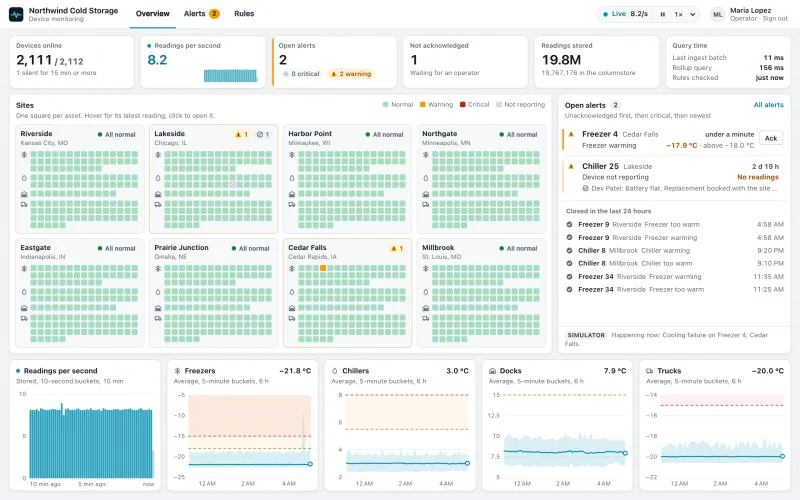 Northwind Cold Storage
Device monitoring
Overview
Alerts 2
Rules
Live 8.2/s
1×
ML
Maria Lopez
Operator · Sign out
Devices online
2,111 / 2,112
1 silent for 15 min or more
Readings per second
8.2
Open alerts
2
0 critical
2 warning
Not acknowledged
1
Waiting for an operator
Readings stored
19.8M
19,767,176 in the columnstore
Query time
Last ingest batch 11 ms
Rollup query 156 ms
Rules checked just now
Sites
One square per asset. Hover for its latest reading; click to open it.
Normal
Warning
Critical
Not reporting
Riverside
All normal
Kansas City, MO
Lakeside
1
1
Chicago, IL
Harbor Point
All normal
Milwaukee, WI
Northgate
All normal
Minneapolis, MN
Eastgate
All normal
Indianapolis, IN
Prairie Junction
All normal
Omaha, NE
Cedar Falls
1
Cedar Rapids, IA
Millbrook
All normal
St. Louis, MO
Open alerts 2
All alerts
Unacknowledged first, then critical, then newest
Freezer 4 Cedar Falls under a minute
Freezer warming −17.9 °C · above −18.0 °C
Ack
Chiller 25 Lakeside 2 d 19 h
Device not reporting No readings
Dev Patel: Battery flat. Replacement booked with the site ...
Closed in the last 24 hours
Freezer 9 Riverside Freezer too warm 4:58 AM
Freezer 9 Riverside Freezer warming 4:58 AM
Chiller 8 Millbrook Chiller warming 9:20 PM
Chiller 8 Millbrook Chiller too warm 9:10 PM
Freezer 34 Riverside Freezer warming 11:35 AM
Freezer 34 Riverside Freezer too warm 11:25 AM
SIMULATOR Happening now: Cooling failure on Freezer 4, Cedar
Falls.
Readings per second
Stored, 10-second buckets, 10 min
10
5
0
10 min ago
5 min ago
now
Freezers −21.8 °C
Average, 5-minute buckets, 6 h
−5
−10
−15
−20
−25
12 AM
2 AM
4 AM
Chillers 3.0 °C
Average, 5-minute buckets, 6 h
8
6
4
2
12 AM
2 AM
4 AM
Docks 7.9 °C
Average, 5-minute buckets, 6 h
15
10
5
12 AM
2 AM
4 AM
Trucks −20.0 °C
Average, 5-minute buckets, 6 h
−14
−16
−18
−20
−22
12 AM
2 AM
4 AM